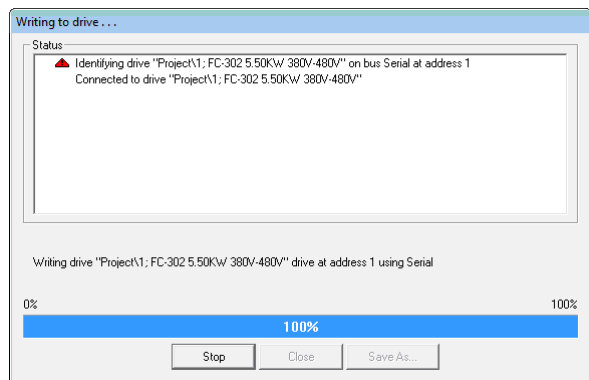 Writing to drive . . .
Status
Identifying drive "Project\1; FC-302 5.50KW 380V-480V" on bus Serial at address 1
Connected to drive "Project\1; FC-302 5.50KW 380V-480V"
Writing drive "Project\1; FC-302 5.50KW 380V-480V" drive at address 1 using Serial
0% 100%
100%
Stop Close Save As...